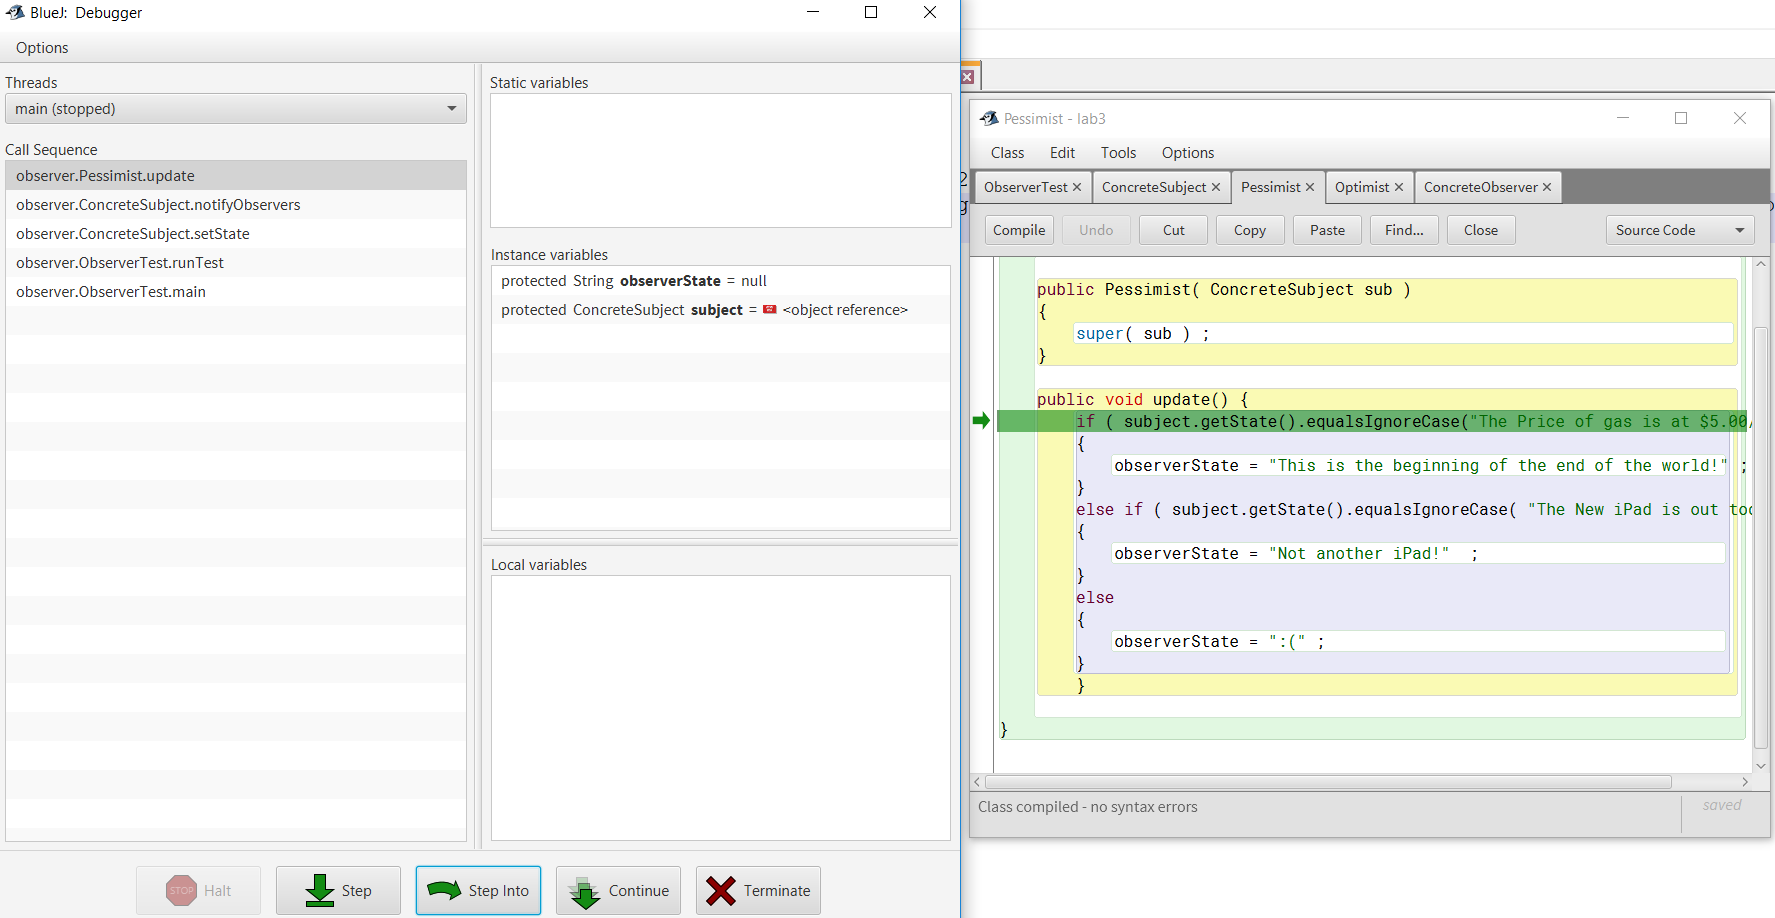 BlueJ: Debugger
Options
Threads
main (stopped)
Call Sequence
observer.Pessimist.update
observer.ConcreteSubject.notifyObservers
observer.ConcreteSubject.setState
observer.ObserverTest.runTest
observer.ObserverTest.main
Static variables
Instance variables
protected String observerState = null
protected ConcreteSubject subject = <object reference>
Local variables
STOP Halt
Step
Step Into
Continue
Terminate
Pessimist - lab3
Class Edit Tools Options
ObserverTest ConcreteSubject Pessimist Optimist ConcreteObserver
Compile Undo Cut Copy Paste Find... Close Source Code
public Pessimist( ConcreteSubject sub )
{
super( sub ) ;
}
public void update() {
if ( subject.getState().equalsIgnoreCase("The Price of gas is at $5.00/
{
observerState = "This is the beginning of the end of the world!" ;
}
else if ( subject.getState().equalsIgnoreCase( "The New iPad is out tod
{
observerState = "Not another iPad!" ;
}
else
{
observerState = ":(" ;
}
}
}
Class compiled - no syntax errors
saved